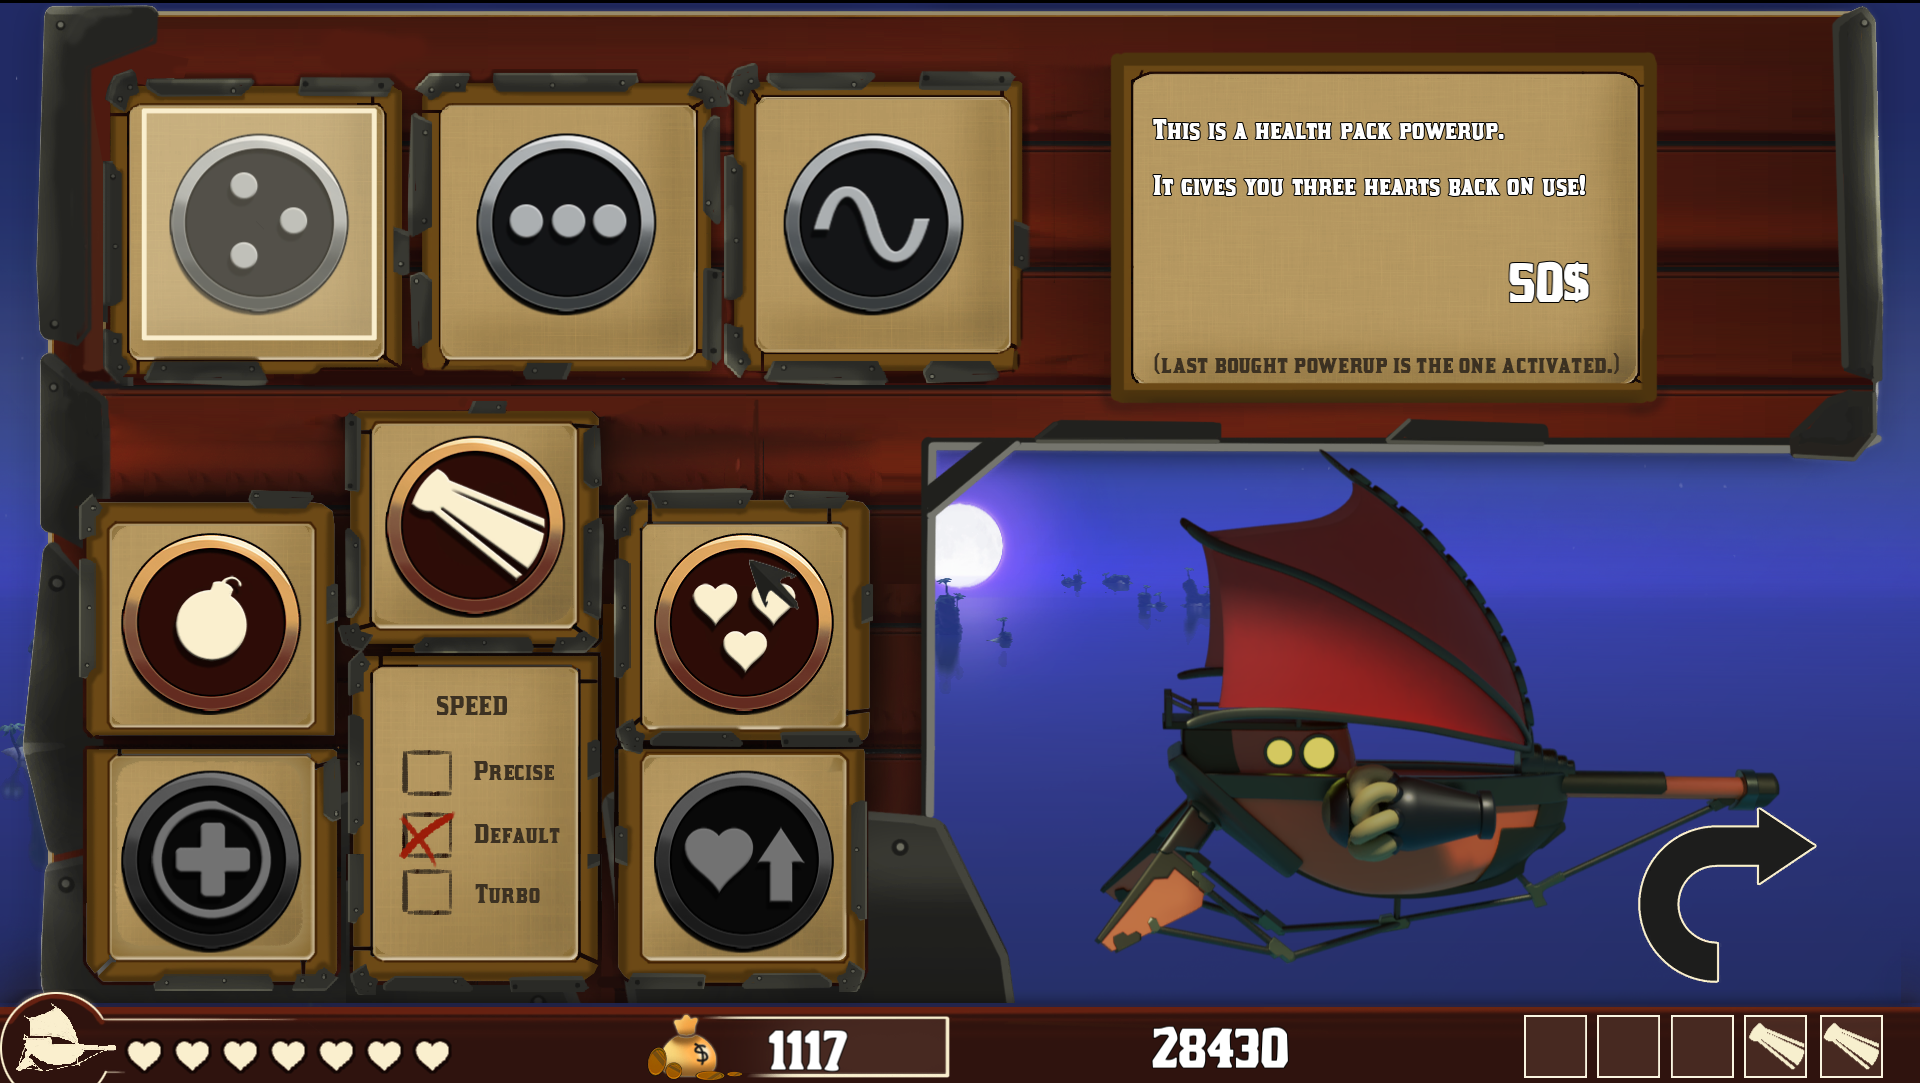 This is a health pack powerup.
It gives you three hearts back on use!
50$
(Last bought powerup is the one activated.)
Speed
Precise
Default
Turbo
$
1117
28430